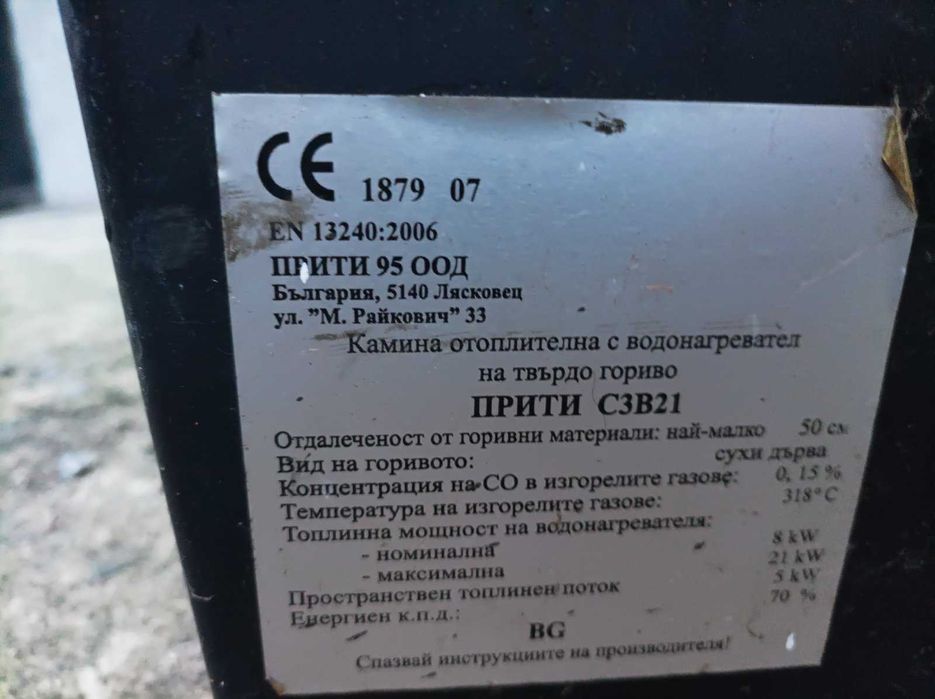 CE 1879 07
EN 13240:2006
ПРИТИ 95 ООД
България, 5140 Лясковец
ул. "М. Райкович" 33
Камина отоплителна с водонагревател
на твърдо гориво
ПРИТИ С3В21
Отдалеченост от горивни материали: най-малко 50 см
Вид на горивото: сухи дърва
Концентрация на СО в изгорелите газове: 0, 15 %
Температура на изгорелите газове: 318° С
Топлинна мощност на водонагревателя:
- номинална 8 kW
- максимална 21 kW
Пространствен топлинен поток 5 kW
Енергиен к.п.д.: 70 %
BG
Спазвай инструкциите на производителя!